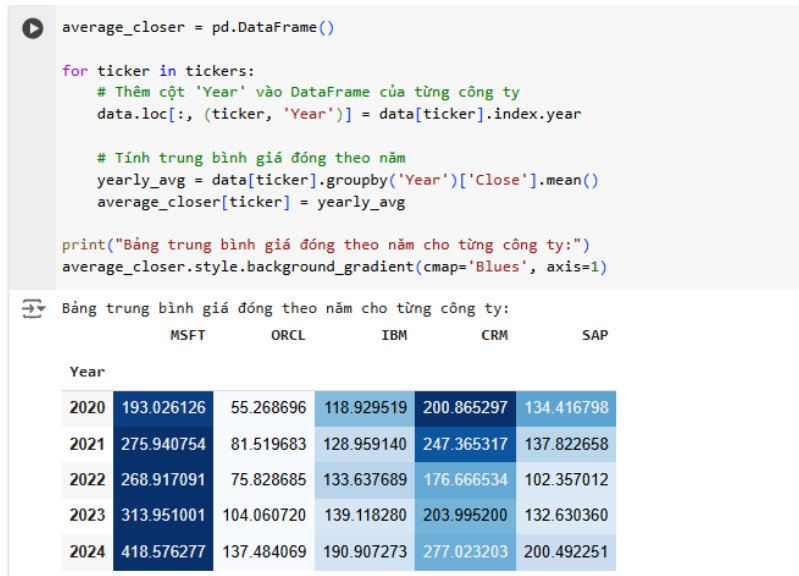 average_closer = pd.DataFrame()
for ticker in tickers:
# Thêm cột 'Year' vào DataFrame của từng công ty
data.loc[:, (ticker, 'Year')] = data[ticker].index.year
# Tính trung bình giá đóng theo năm
yearly_avg = data[ticker].groupby('Year')['Close'].mean()
average_closer[ticker] = yearly_avg
print("Bảng trung bình giá đóng theo năm cho từng công ty:")
average_closer.style.background_gradient(cmap='Blues', axis=1)
Bảng trung bình giá đóng theo năm cho từng công ty:
MSFT ORCL IBM CRM SAP
Year
2020 193.026126 55.268696 118.929519 200.865297 134.416798
2021 275.940754 81.519683 128.959140 247.365317 137.822658
2022 268.917091 75.828685 133.637689 176.666534 102.357012
2023 313.951001 104.060720 139.118280 203.995200 132.630360
2024 418.576277 137.484069 190.907273 277.023203 200.492251